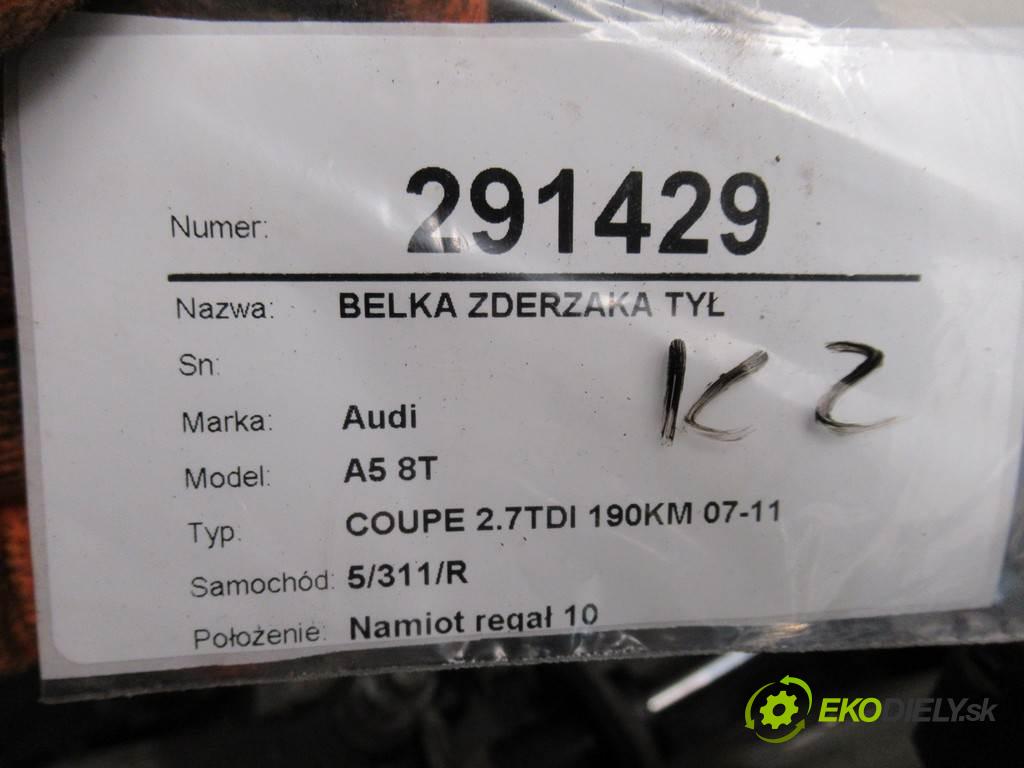 Numer: 291429
Nazwa: BELKA ZDERZAKA TYŁ
Sn:
K2
Marka: Audi
Model: A5 8T
Typ: COUPE 2.7TDI 190KM 07-11
Samochód: 5/311/R
Położenie: Namiot regał 10
EKODIELY.sk